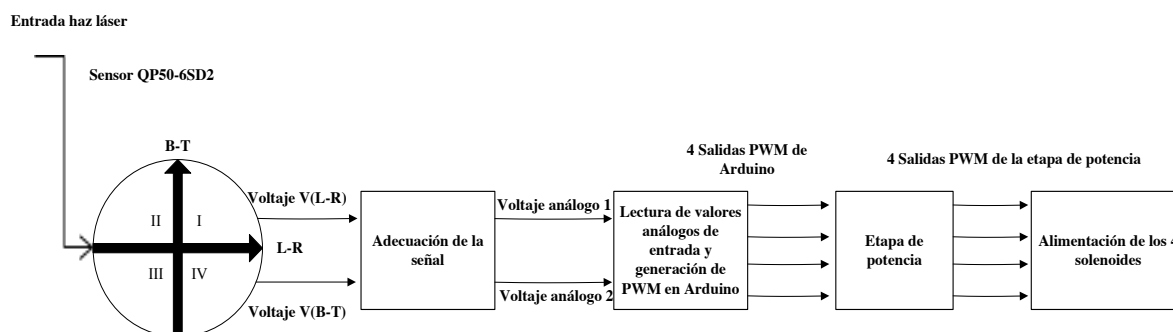 Entrada haz láser
Sensor QP50-6SD2
B-T
II
I
L-R
III
IV
Voltaje V(L-R)
Voltaje V(B-T)
Adecuación de la
señal
Voltaje análogo 1
Voltaje análogo 2
Lectura de valores
análogos de
entrada y
generación de
PWM en Arduino
4 Salidas PWM de
Arduino
Etapa de
potencia
4 Salidas PWM de la etapa de potencia
Alimentación de los 4
solenoides